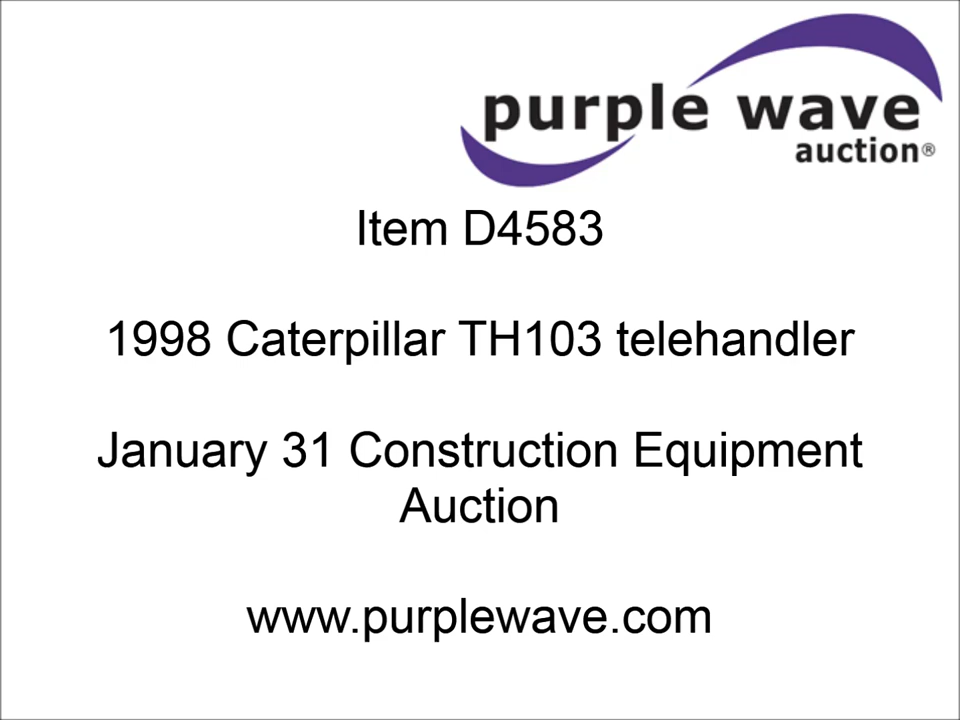 purple wave
auction®
Item D4583
1998 Caterpillar TH103 telehandler
January 31 Construction Equipment
Auction
www.purplewave.com